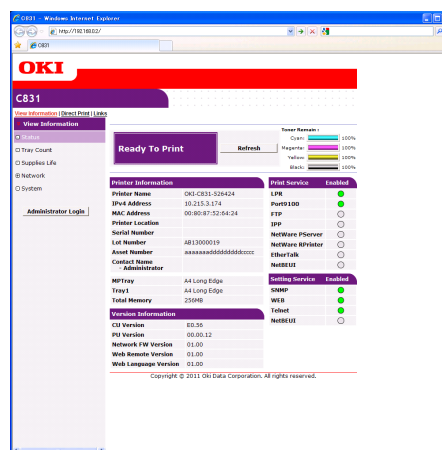 C831 - Windows Internet Explorer
http://192.168.0.2/
C831
OKI
C831
View Information | Direct Print | Links
View Information
Status
Tray Count
Supplies Life
Network
System
Administrator Login
Ready To Print
Refresh
Toner Remain :
Cyan: 100%
Magenta: 100%
Yellow: 100%
Black: 100%
Printer Information
Printer Name OKI-C831-526424
IPv4 Address 10.215.3.174
MAC Address 00:80:87:52:64:24
Printer Location
Serial Number
Lot Number AB13000019
Asset Number
Contact Name
- Administrator
MPTray A4 Long Edge
Tray1 A4 Long Edge
Total Memory 256MB
Version Information
CU Version E0.56
PU Version 00.00.12
Network FW Version 01.00
Web Remote Version 01.00
Web Language Version 01.00
Print Service Enabled
LPR
Port9100
FTP
IPP
NetWare PServer
NetWare RPrinter
EtherTalk
NetBEUI
Setting Service Enabled
SNMP
WEB
Telnet
NetBEUI
Copyright © 2011 Oki Data Corporation. All rights reserved.